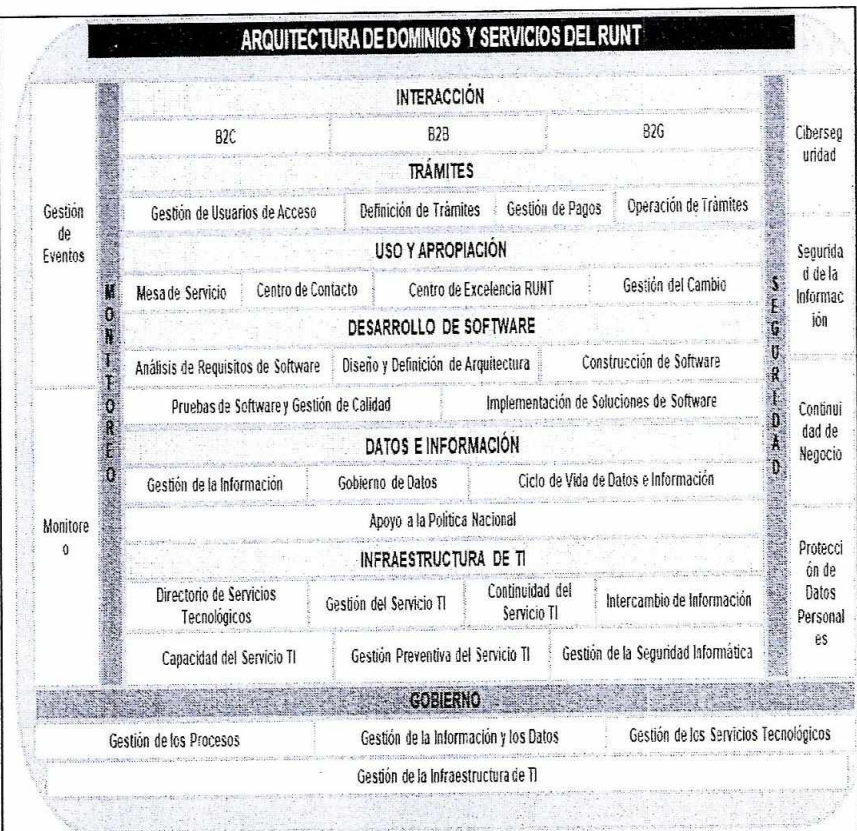 ARQUITECTURA DE DOMINIOS Y SERVICIOS DEL RUNT
Gestión
de
Eventos
Monitore
o
MONITOREO
INTERACCIÓN
B2C B2B B2G
TRÁMITES
Gestión de Usuarios de Acceso Definición de Trámites Gestión de Pagos Operación de Trámites
USO Y APROPIACIÓN
Mesa de Servicio Centro de Contacto Centro de Excelencia RUNT Gestión del Cambio
DESARROLLO DE SOFTWARE
Análisis de Requisitos de Software Diseño y Definición de Arquitectura Construcción de Software
Pruebas de Software y Gestión de Calidad Implementación de Soluciones de Software
DATOS E INFORMACIÓN
Gestión de la Información Gobierno de Datos Ciclo de Vida de Datos e Información
Apoyo a la Política Nacional
INFRAESTRUCTURA DE TI
Directorio de Servicios
Tecnológicos
Gestión del Servicio TI
Continuidad del
Servicio TI
Intercambio de Información
Capacidad del Servicio TI Gestión Preventiva del Servicio TI Gestión de la Seguridad Informática
SEGURIDAD
Ciberseg
uridad
Segurida
d de la
Informac
ión
Continui
dad de
Negocio
Protecci
ón de
Datos
Personal
es
GOBIERNO
Gestión de los Procesos Gestión de la Información y los Datos Gestión de los Servicios Tecnológicos
Gestión de la Infraestructura de TI